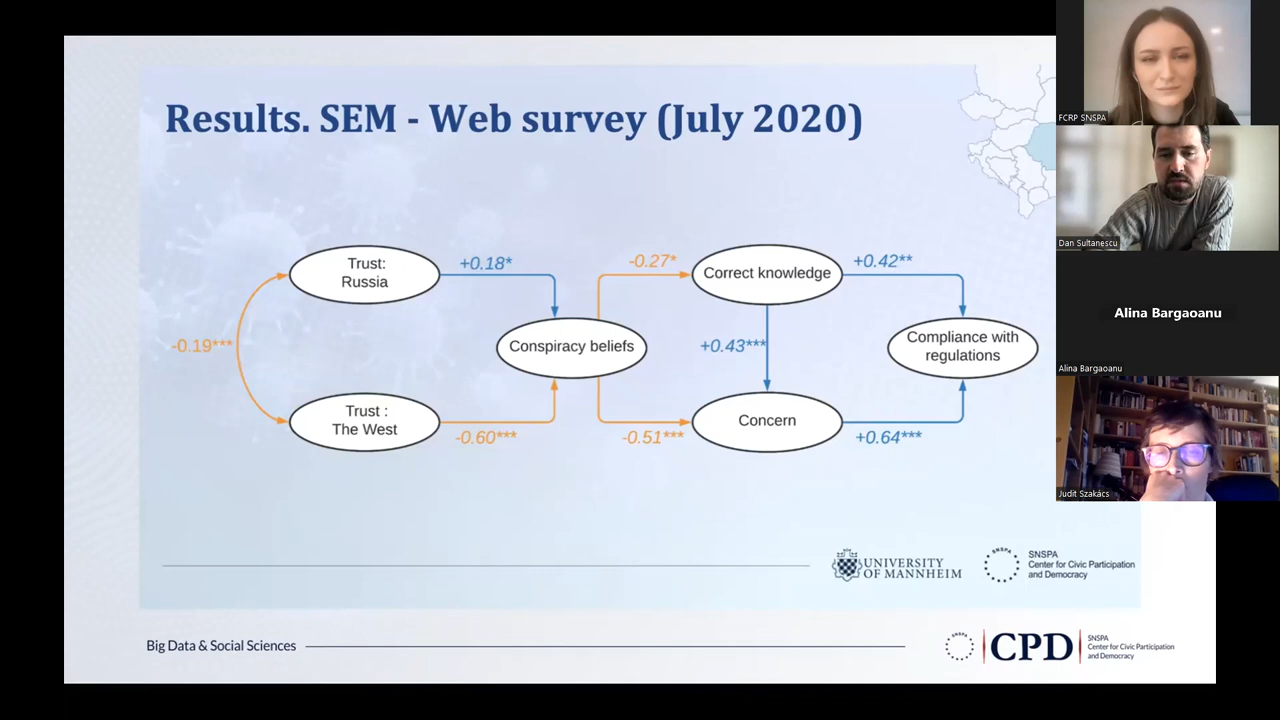 Results. SEM - Web survey (July 2020)
Trust:
Russia
+0.18*
-0.27*
Correct knowledge
+0.42**
-0.19***
Conspiracy beliefs
+0.43***
Compliance with
regulations
Trust :
The West
-0.60***
-0.51***
Concern
+0.64***
UNIVERSITY
OF MANNHEIM
SNSPA
SNSPA
Center for Civic Participation
and Democracy
Big Data & Social Sciences
SNSPA
CPD
SNSPA
Center for Civic Participation
and Democracy
FCRP SNSPA
Dan Sultanescu
Alina Bargaoanu
Alina Bargaoanu
Judit Szakács